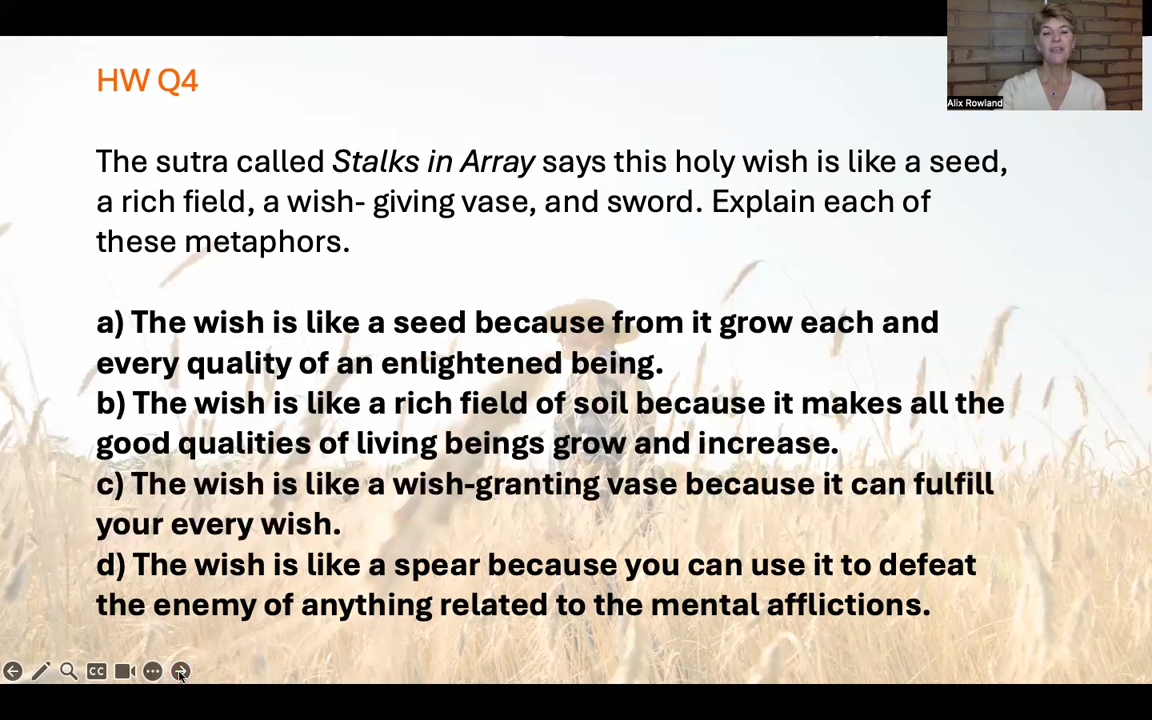 HW Q4
Alix Rowland
The sutra called Stalks in Array says this holy wish is like a seed,
a rich field, a wish- giving vase, and sword. Explain each of
these metaphors.
a) The wish is like a seed because from it grow each and
every quality of an enlightened being.
b) The wish is like a rich field of soil because it makes all the
good qualities of living beings grow and increase.
c) The wish is like a wish-granting vase because it can fulfill
your every wish.
d) The wish is like a spear because you can use it to defeat
the enemy of anything related to the mental afflictions.
CC